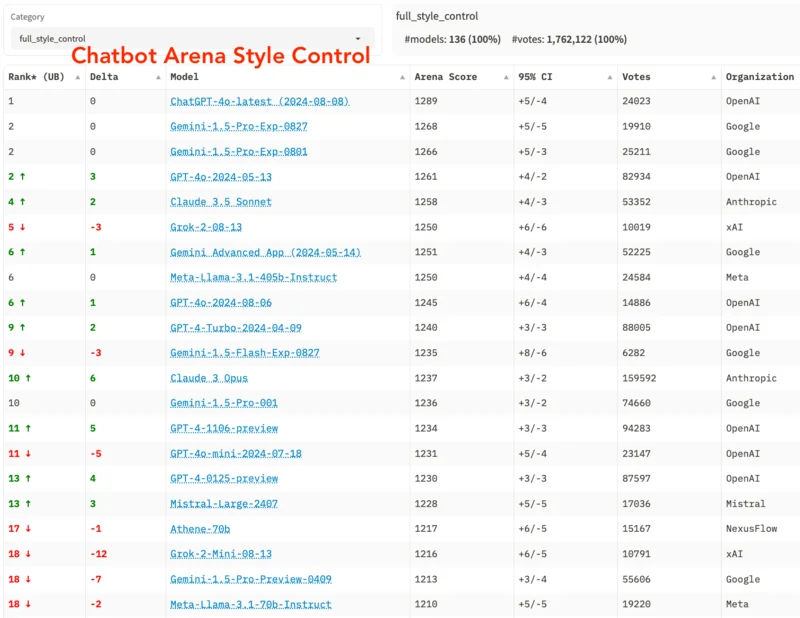 Category
full_style_control
full_style_control
#models: 136 (100%) #votes: 1,762,122 (100%)
Chatbot Arena Style Control
Rank* (UB) Delta Model Arena Score 95% CI Votes Organization
1 0 ChatGPT-4o-latest (2024-08-08) 1289 +5/-4 24023 OpenAI
2 0 Gemini-1.5-Pro-Exp-0827 1268 +5/-5 19910 Google
2 0 Gemini-1.5-Pro-Exp-0801 1266 +5/-3 25211 Google
2 ↑ 3 GPT-4o-2024-05-13 1261 +4/-2 82934 OpenAI
4 ↑ 2 Claude 3.5 Sonnet 1258 +4/-3 53352 Anthropic
5 ↓ -3 Grok-2-08-13 1250 +6/-6 10019 xAI
6 ↑ 1 Gemini Advanced App (2024-05-14) 1251 +4/-3 52225 Google
6 0 Meta-Llama-3.1-405b-Instruct 1250 +4/-4 24584 Meta
6 ↑ 1 GPT-4o-2024-08-06 1245 +6/-4 14886 OpenAI
9 ↑ 2 GPT-4-Turbo-2024-04-09 1240 +3/-3 88005 OpenAI
9 ↓ -3 Gemini-1.5-Flash-Exp-0827 1235 +8/-6 6282 Google
10 ↑ 6 Claude 3 Opus 1237 +3/-2 159592 Anthropic
10 0 Gemini-1.5-Pro-001 1236 +3/-2 74660 Google
11 ↑ 5 GPT-4-1106-preview 1234 +3/-3 94283 OpenAI
11 ↓ -5 GPT-4o-mini-2024-07-18 1231 +5/-4 23147 OpenAI
13 ↑ 4 GPT-4-0125-preview 1230 +3/-3 87597 OpenAI
13 ↑ 3 Mistral-Large-2407 1228 +5/-5 17036 Mistral
17 ↓ -1 Athene-70b 1217 +6/-5 15167 NexusFlow
18 ↓ -12 Grok-2-Mini-08-13 1216 +6/-5 10791 xAI
18 ↓ -7 Gemini-1.5-Pro-Preview-0409 1213 +3/-4 55606 Google
18 ↓ -2 Meta-Llama-3.1-70b-Instruct 1210 +5/-5 19220 Meta